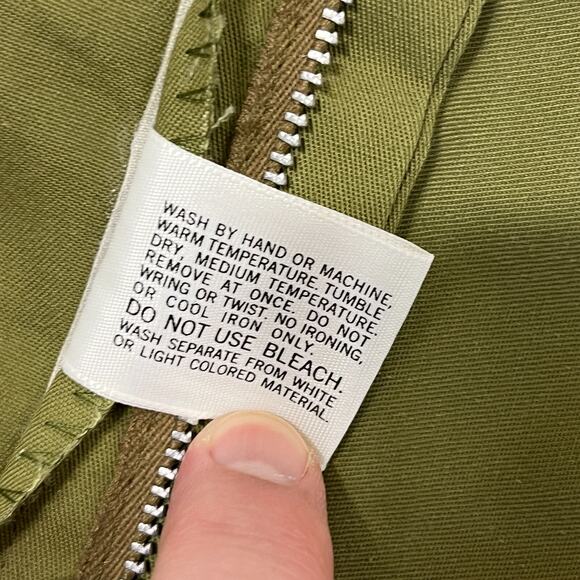 WASH BY HAND OR MACHINE,
WARM TEMPERATURE. TUMBLE
DRY, MEDIUM TEMPERATURE.
REMOVE AT ONCE. DO NOT
WRING OR TWIST. NO IRONING,
OR COOL IRON ONLY.
DO NOT USE BLEACH.
WASH SEPARATE FROM WHITE
OR LIGHT COLORED MATERIAL.